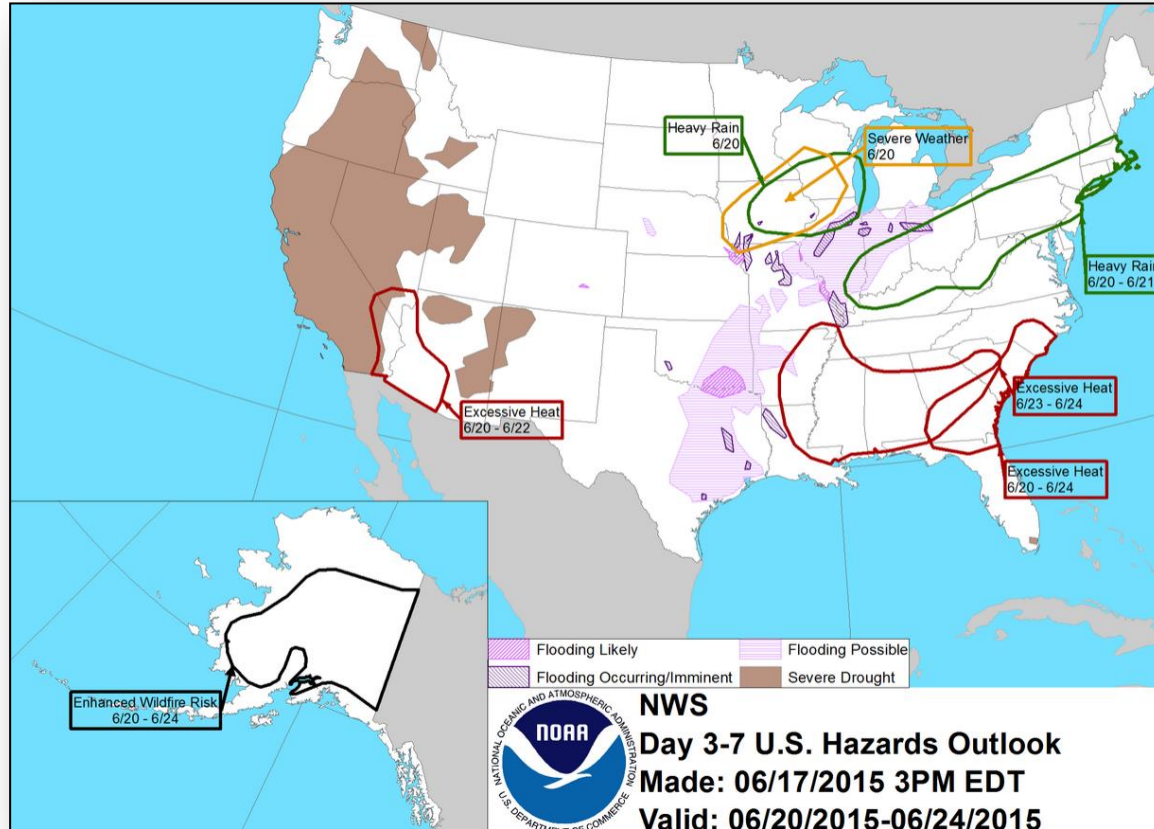 Heavy Rain
6/20
Severe Weather
6/20
Heavy Rain
6/20 - 6/21
Excessive Heat
6/20 - 6/22
Excessive Heat
6/23 - 6/24
Excessive Heat
6/20 - 6/24
Enhanced Wildfire Risk
6/20 - 6/24
Flooding Likely
Flooding Possible
Flooding Occurring/Imminent
Severe Drought
NATIONAL OCEANIC AND ATMOSPHERIC ADMINISTRATION
NOAA
U.S. DEPARTMENT OF COMMERCE
NWS
Day 3-7 U.S. Hazards Outlook
Made: 06/17/2015 3PM EDT
Valid: 06/20/2015-06/24/2015